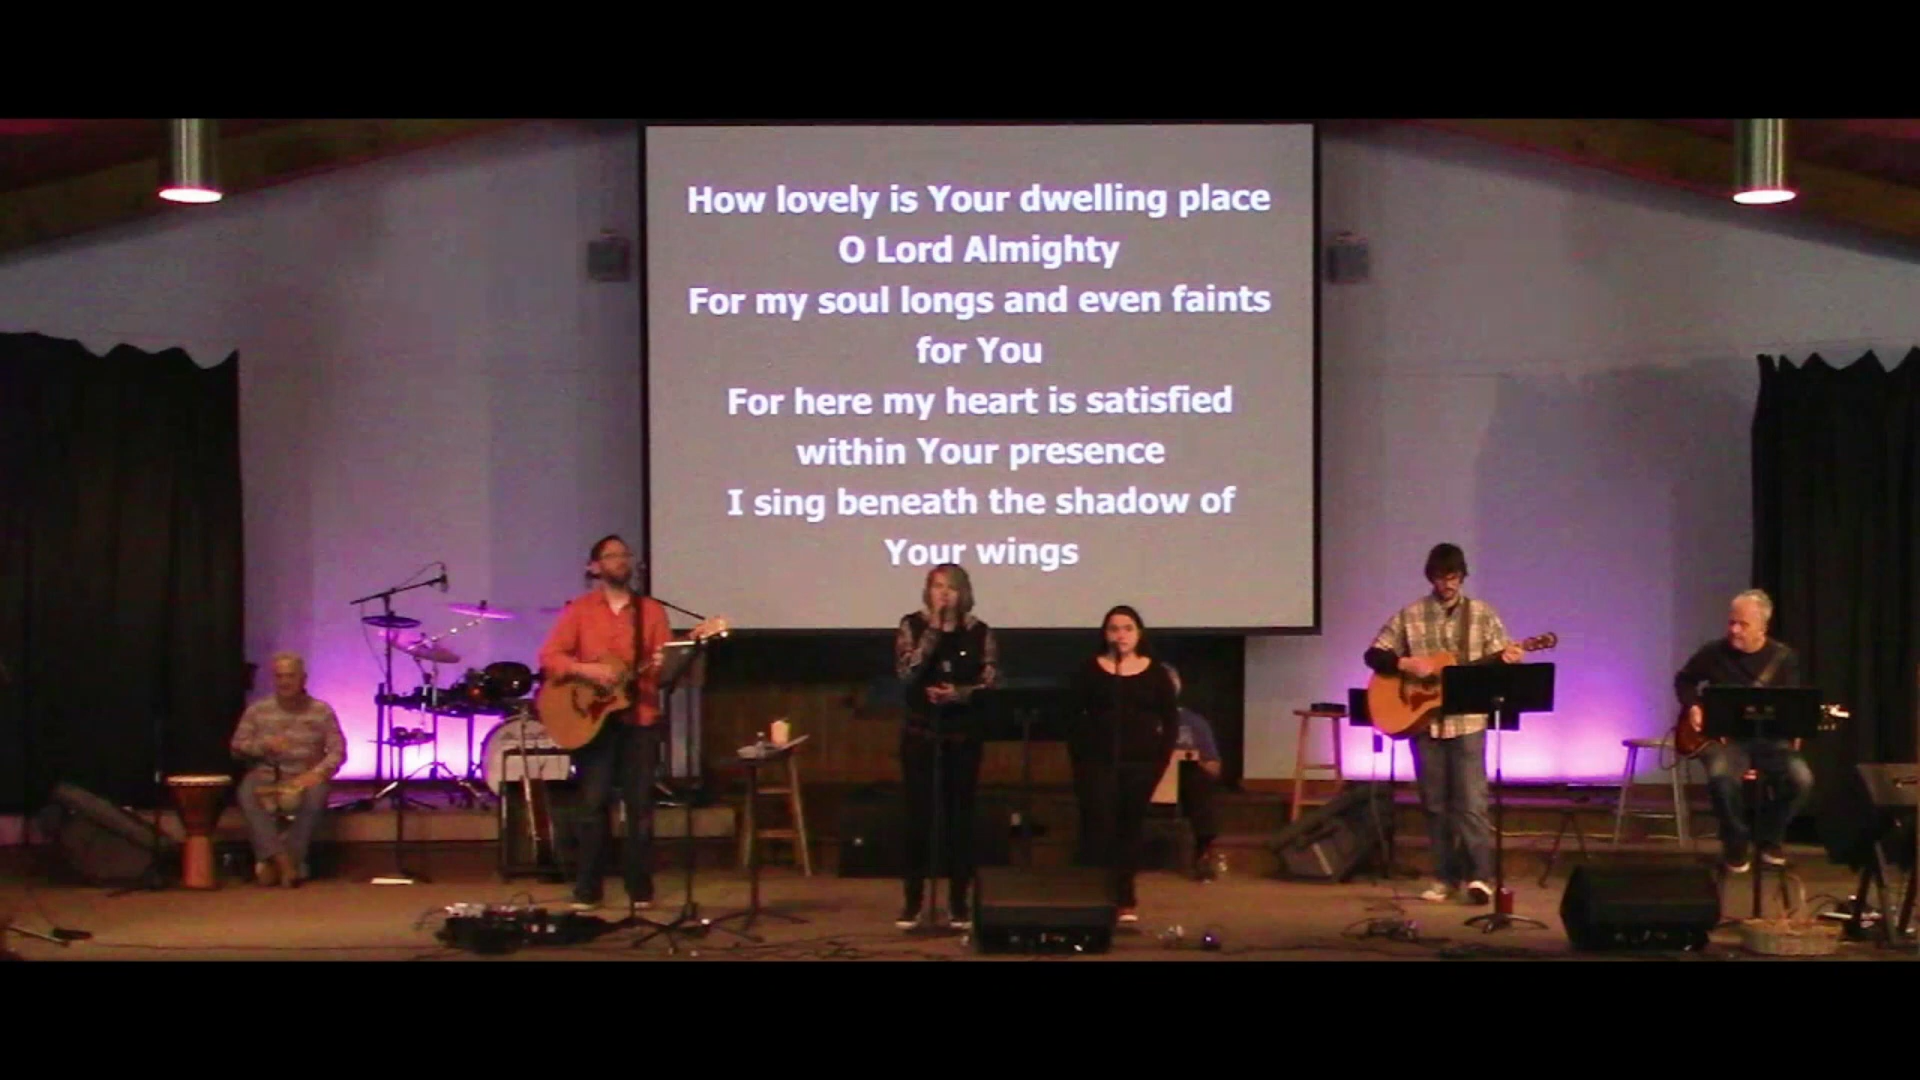 How lovely is Your dwelling place
O Lord Almighty
For my soul longs and even faints
for You
For here my heart is satisfied
within Your presence
I sing beneath the shadow of
Your wings